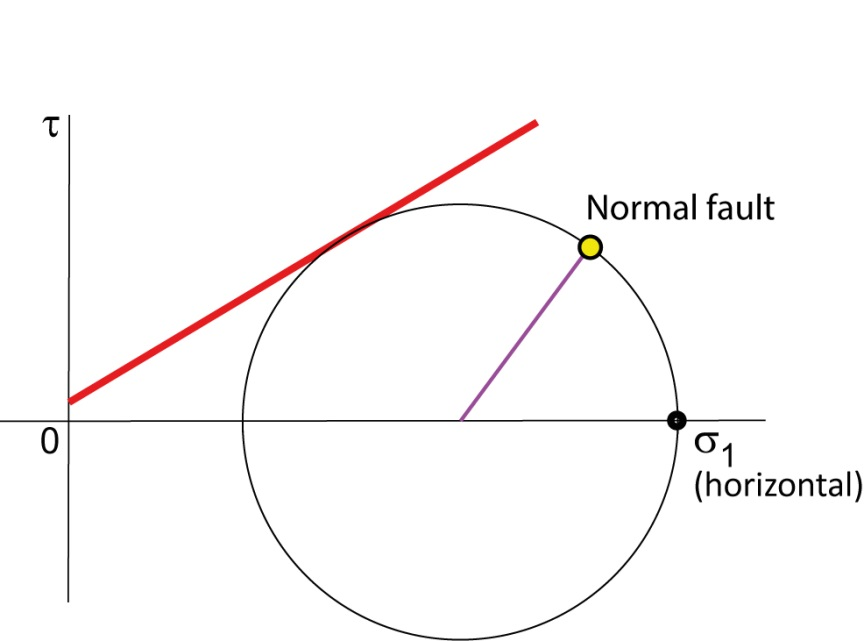 τ
Normal fault
0
σ1
(horizontal)